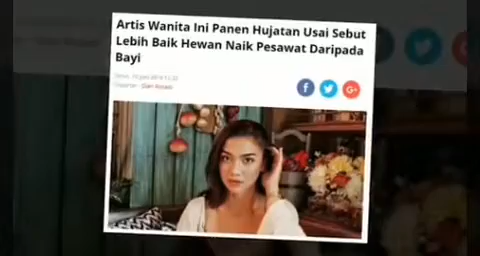 Artis Wanita Ini Panen Hujatan Usai Sebut
Lebih Baik Hewan Naik Pesawat Daripada
Bayi